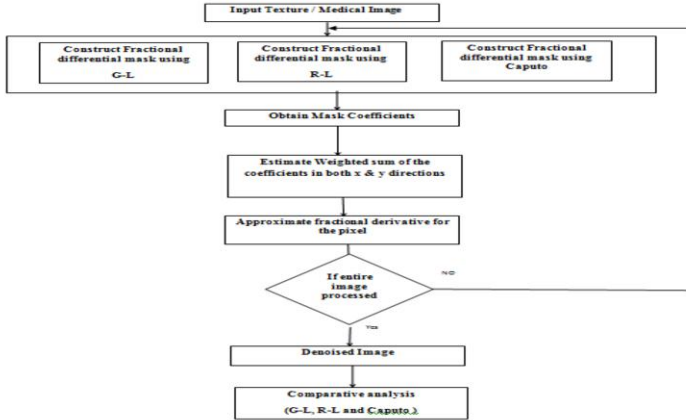 Input Texture / Medical Image
Construct Fractional
differential mask using
G-L
Construct Fractional
differential mask using
R-L
Construct Fractional
differential mask using
Caputo
Obtain Mask Coefficients
Estimate Weighted sum of the
coefficients in both x & y directions
Approximate fractional derivative for
the pixel
If entire
image
processed
NO
Yes
Denoised Image
Comparative analysis
(G-L, R-L and Caputo )